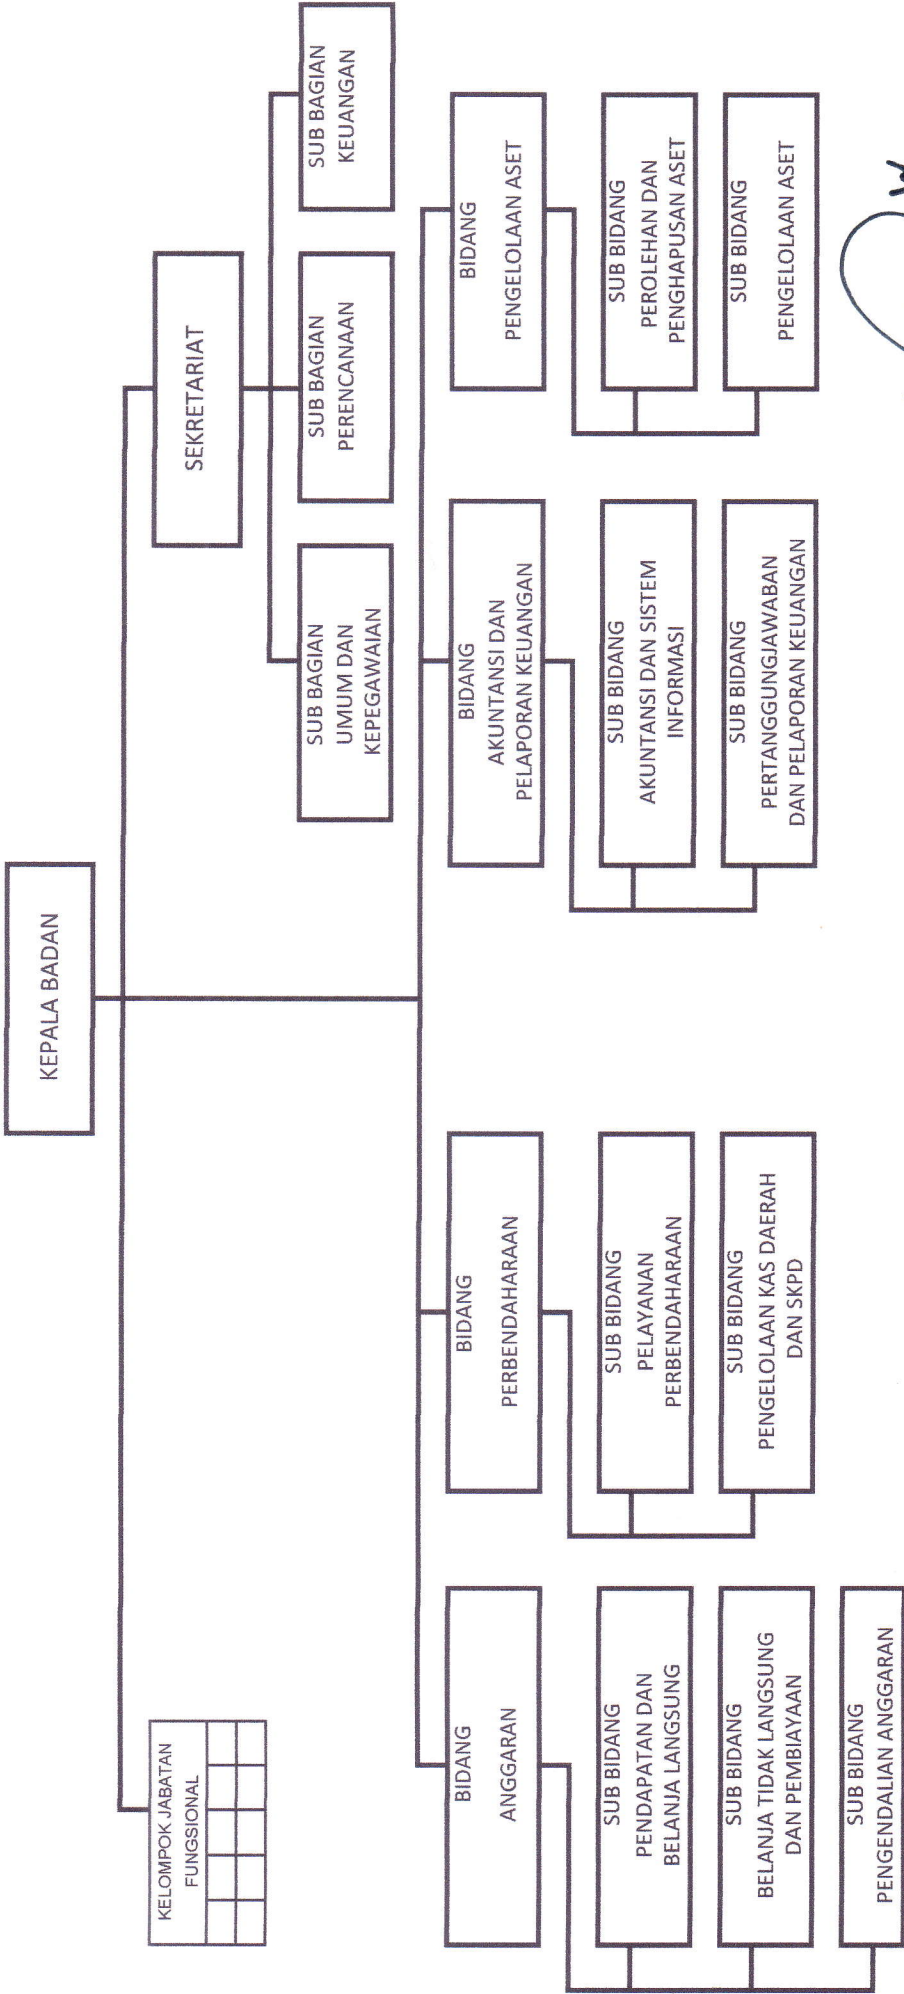 KEPALA BADAN
KELOMPOK JABATAN
FUNGSIONAL
SEKRETARIAT
SUB BAGIAN
UMUM DAN
KEPEGAWAIAN
SUB BAGIAN
PERENCANAAN
SUB BAGIAN
KEUANGAN
BIDANG
ANGGARAN
SUB BIDANG
PENDAPATAN DAN
BELANJA LANGSUNG
SUB BIDANG
BELANJA TIDAK LANGSUNG
DAN PEMBIAYAAN
SUB BIDANG
PENGENDALIAN ANGGARAN
BIDANG
PERBENDAHARAAN
SUB BIDANG
PELAYANAN
PERBENDAHARAAN
SUB BIDANG
PENGELOLAAN KAS DAERAH
DAN SKPD
BIDANG
AKUNTANSI DAN
PELAPORAN KEUANGAN
SUB BIDANG
AKUNTANSI DAN SISTEM
INFORMASI
SUB BIDANG
PERTANGGUNGJAWABAN
DAN PELAPORAN KEUANGAN
BIDANG
PENGELOLAAN ASET
SUB BIDANG
PEROLEHAN DAN
PENGHAPUSAN ASET
SUB BIDANG
PENGELOLAAN ASET